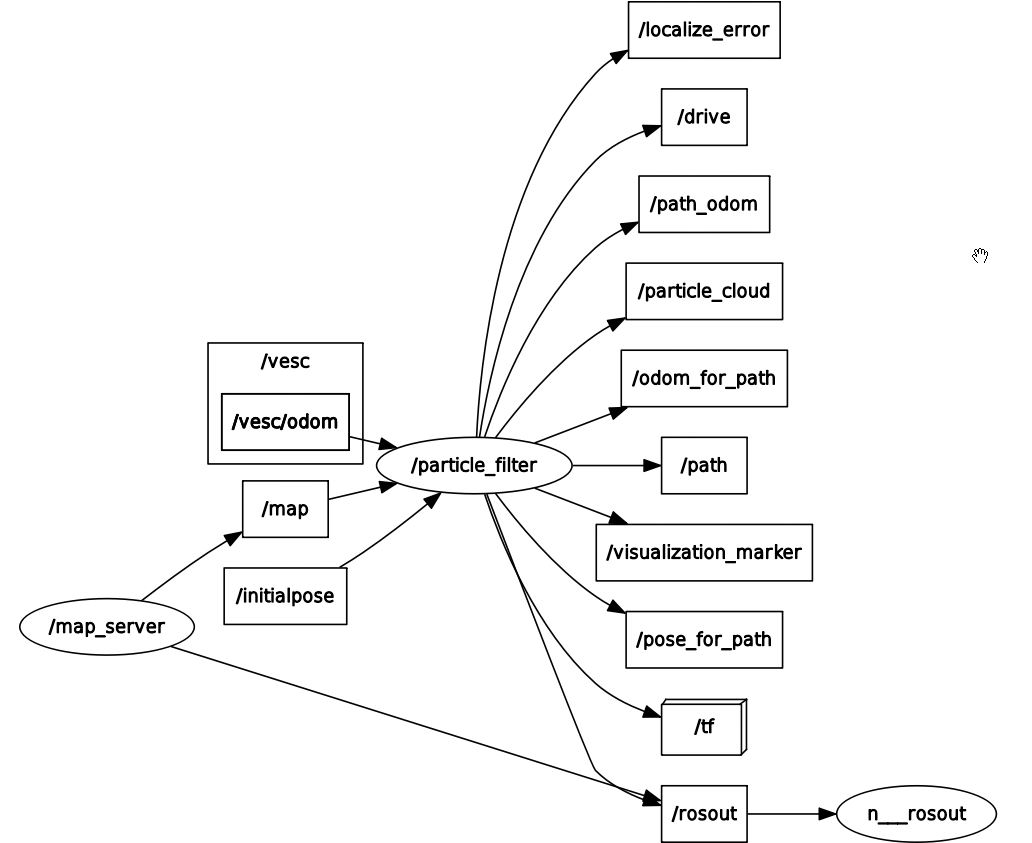 /localize_error
/drive
/path_odom
/particle_cloud
/vesc
/odom_for_path
/vesc/odom
/particle_filter
/path
/map
/visualization_marker
/initialpose
/map_server
/pose_for_path
/tf
/rosout
n___rosout